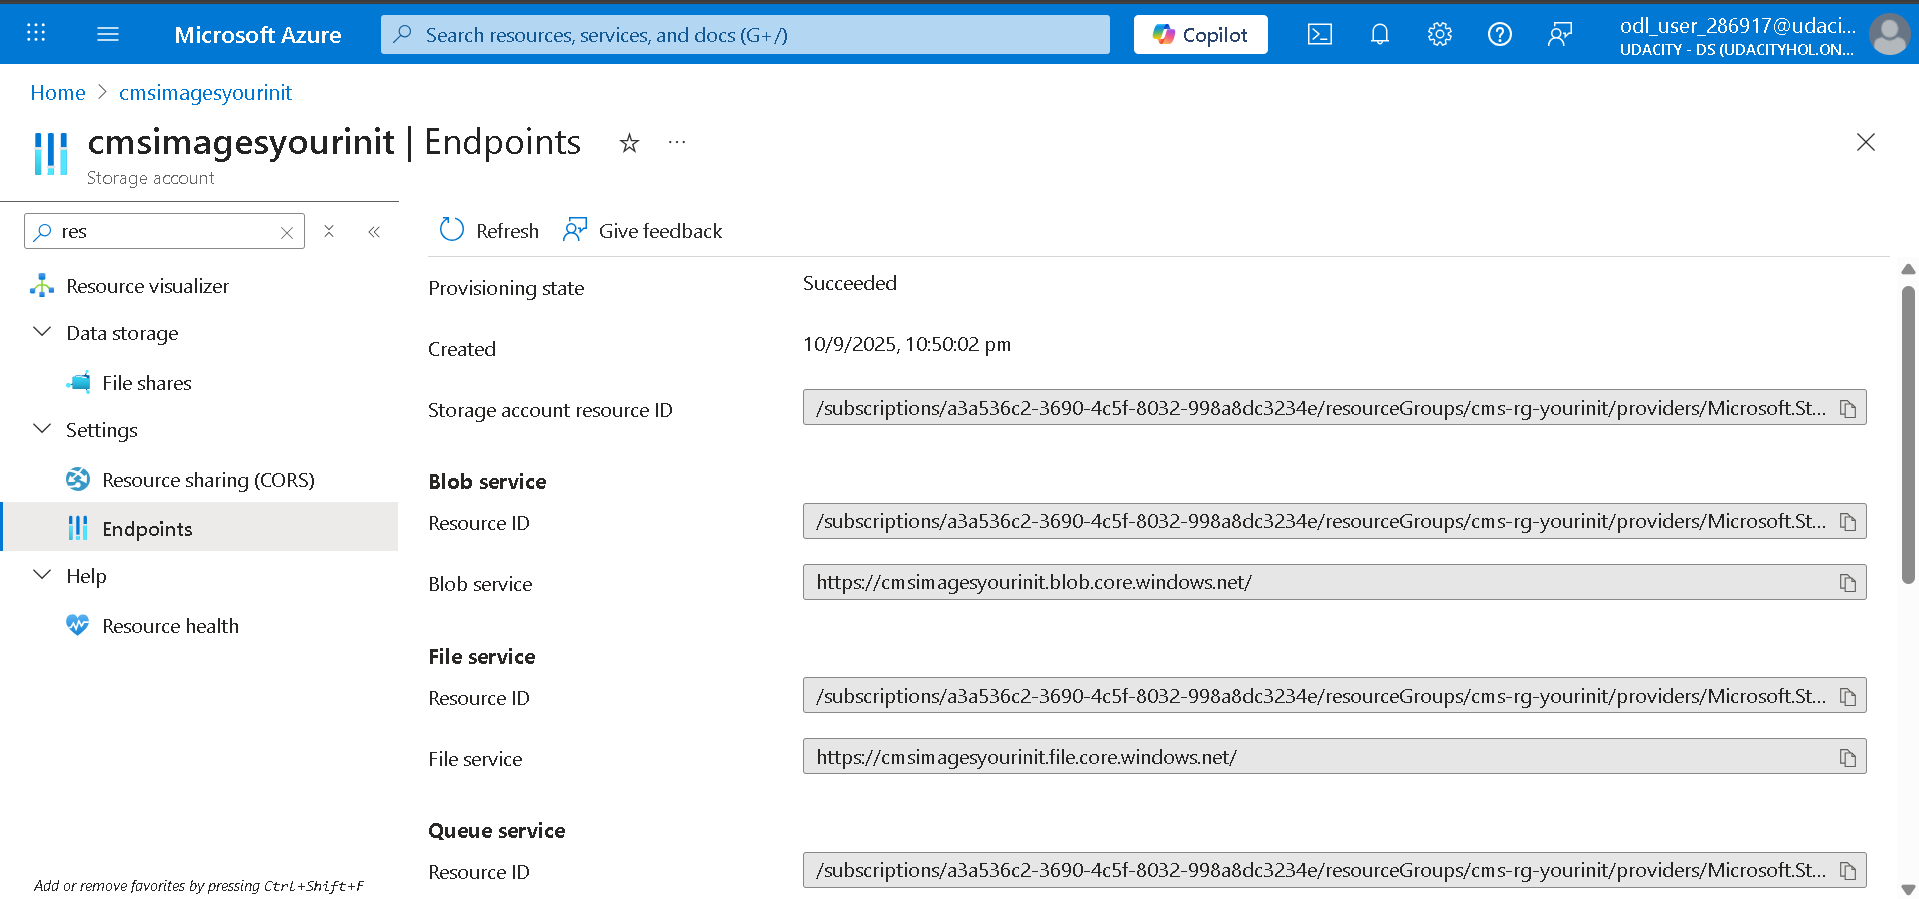 Microsoft Azure
Search resources, services, and docs (G+/)
Copilot
odl_user_286917@udaci...
UDACITY - DS (UDACITYHOL.ON...
Home > cmsimagesyourinit
cmsimagesyourinit | Endpoints
Storage account
res
Refresh
Give feedback
Resource visualizer
Data storage
File shares
Settings
Resource sharing (CORS)
Endpoints
Help
Resource health
Add or remove favorites by pressing Ctrl+Shift+F
Provisioning state
Succeeded
Created
10/9/2025, 10:50:02 pm
Storage account resource ID
/subscriptions/a3a536c2-3690-4c5f-8032-998a8dc3234e/resourceGroups/cms-rg-yourinit/providers/Microsoft.St...
Blob service
Resource ID
/subscriptions/a3a536c2-3690-4c5f-8032-998a8dc3234e/resourceGroups/cms-rg-yourinit/providers/Microsoft.St...
Blob service
https://cmsimagesyourinit.blob.core.windows.net/
File service
Resource ID
/subscriptions/a3a536c2-3690-4c5f-8032-998a8dc3234e/resourceGroups/cms-rg-yourinit/providers/Microsoft.St...
File service
https://cmsimagesyourinit.file.core.windows.net/
Queue service
Resource ID
/subscriptions/a3a536c2-3690-4c5f-8032-998a8dc3234e/resourceGroups/cms-rg-yourinit/providers/Microsoft.St...